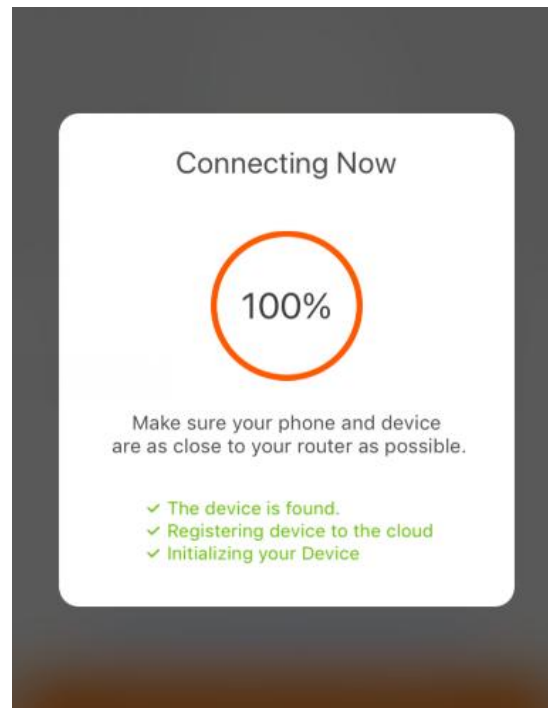 Connecting Now
100%
Make sure your phone and device
are as close to your router as possible.
✓ The device is found.
✓ Registering device to the cloud
✓ Initializing your Device